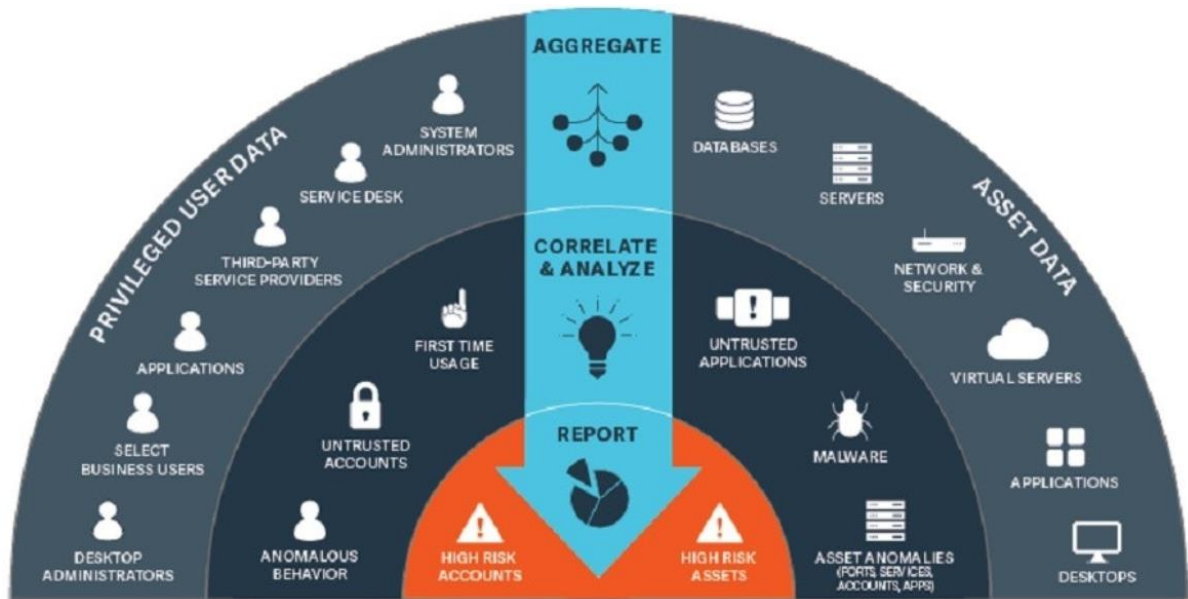 AGGREGATE
PRIVILEGED USER DATA
SYSTEM
ADMINISTRATORS
SERVICE DESK
THIRD-PARTY
SERVICE PROVIDERS
APPLICATIONS
SELECT
BUSINESS USERS
DESKTOP
ADMINISTRATORS
ASSET DATA
DATABASES
SERVERS
NETWORK &
SECURITY
VIRTUAL SERVERS
APPLICATIONS
DESKTOPS
CORRELATE
& ANALYZE
FIRST TIME
USAGE
UNTRUSTED
ACCOUNTS
ANOMALOUS
BEHAVIOR
UNTRUSTED
APPLICATIONS
MALWARE
ASSET ANOMALIES
(PORTS, SERVICES,
ACCOUNTS, APPS)
REPORT
HIGH RISK
ACCOUNTS
HIGH RISK
ASSETS